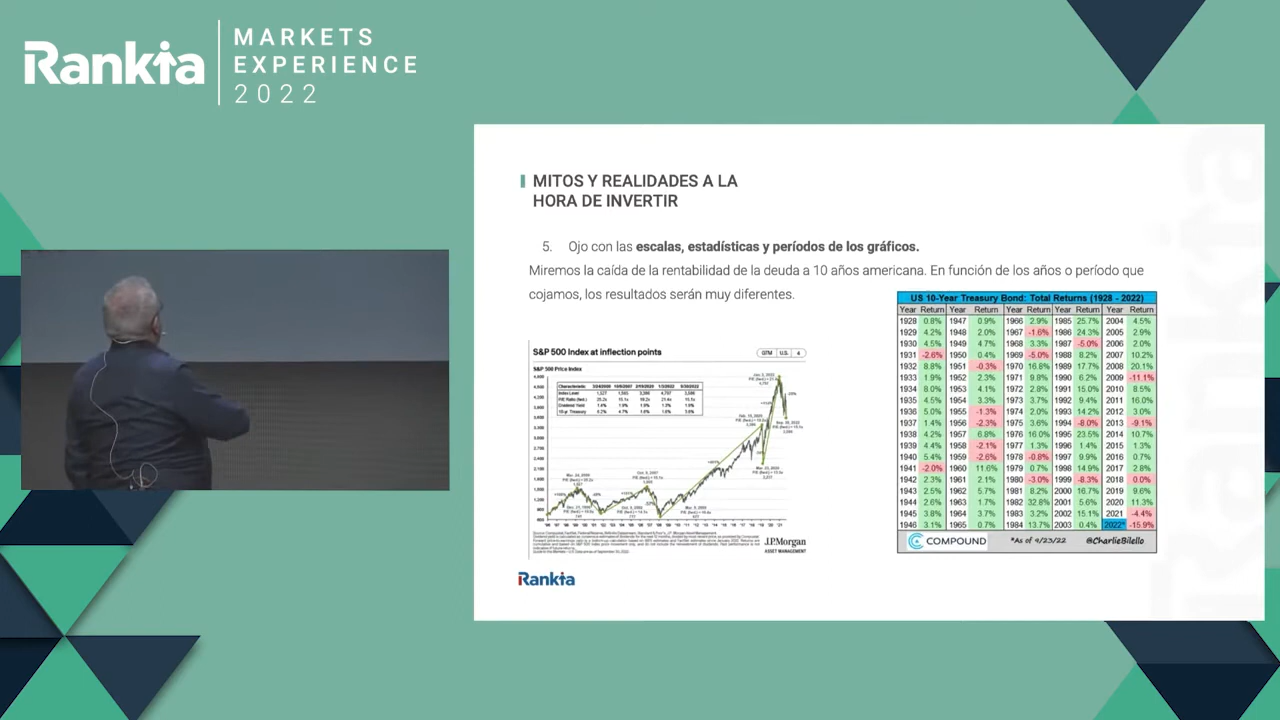 Rankia
MARKETS
EXPERIENCE
2022
MITOS Y REALIDADES A LA
HORA DE INVERTIR
5. Ojo con las escalas, estadísticas y períodos de los gráficos.
Miremos la caída de la rentabilidad de la deuda a 10 años americana. En función de los años o período que
cojamos, los resultados serán muy diferentes.
S&P 500 Index at inflection points
GTM U.S. 4
S&P 500 Price Index
J.P.Morgan
ASSET MANAGEMENT
Rankia
US 10-Year Treasury Bond: Total Returns (1928 - 2022)
Year Return Year Return Year Return Year Return Year Return
1928 0.8% 1947 0.9% 1966 2.9% 1985 25.7% 2004 4.5%
1929 4.2% 1948 2.0% 1967 -1.6% 1986 24.3% 2005 2.9%
1930 4.5% 1949 4.7% 1968 3.3% 1987 -5.0% 2006 2.0%
1931 -2.6% 1950 0.4% 1969 -5.0% 1988 8.2% 2007 10.2%
1932 8.8% 1951 -0.3% 1970 16.8% 1989 17.7% 2008 20.1%
1933 1.9% 1952 2.3% 1971 9.8% 1990 6.2% 2009 -11.1%
1934 8.0% 1953 4.1% 1972 2.8% 1991 15.0% 2010 8.5%
1935 4.5% 1954 3.3% 1973 3.7% 1992 9.4% 2011 16.0%
1936 5.0% 1955 -1.3% 1974 2.0% 1993 14.2% 2012 3.0%
1937 1.4% 1956 -2.3% 1975 3.6% 1994 -8.0% 2013 -9.1%
1938 4.2% 1957 6.8% 1976 16.0% 1995 23.5% 2014 10.7%
1939 4.4% 1958 -2.1% 1977 1.3% 1996 1.4% 2015 1.3%
1940 5.4% 1959 -2.6% 1978 -0.8% 1997 9.9% 2016 0.7%
1941 -2.0% 1960 11.6% 1979 0.7% 1998 14.9% 2017 2.8%
1942 2.3% 1961 2.1% 1980 -3.0% 1999 -8.3% 2018 0.0%
1943 2.5% 1962 5.7% 1981 8.2% 2000 16.7% 2019 9.6%
1944 2.6% 1963 1.7% 1982 32.8% 2001 5.6% 2020 11.3%
1945 3.8% 1964 3.7% 1983 3.2% 2002 15.1% 2021 -4.4%
1946 3.1% 1965 0.7% 1984 13.7% 2003 0.4% 2022* -15.9%
COMPOUND *As of 9/23/22 @CharlieBilello